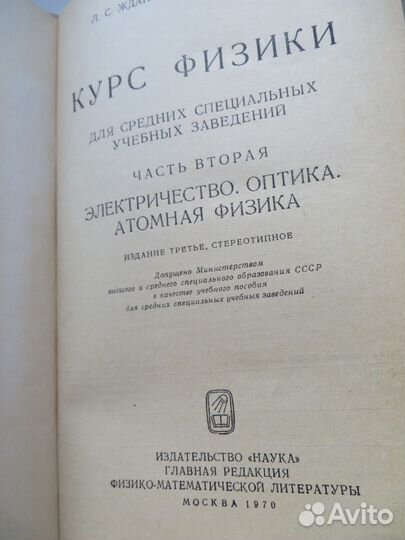 Л. С. 
КУРС ФИЗИКИ
ДЛЯ СРЕДНИХ СПЕЦИАЛЬНЫХ
УЧЕБНЫХ ЗАВЕДЕНИЙ
ЧАСТЬ ВТОРАЯ
ЭЛЕКТРИЧЕСТВО. ОПТИКА.
АТОМНАЯ ФИЗИКА
ИЗДАНИЕ ТРЕТЬЕ, СТЕРЕОТИПНОЕ
Допущено Министерством
высшего и среднего специального образования СССР
в качестве учебного пособия
для средних специальных учебных заведений
ИЗДАТЕЛЬСТВО «НАУКА»
ГЛАВНАЯ РЕДАКЦИЯ
ФИЗИКО-МАТЕМАТИЧЕСКОЙ ЛИТЕРАТУРЫ
МОСКВА 1970
Avito